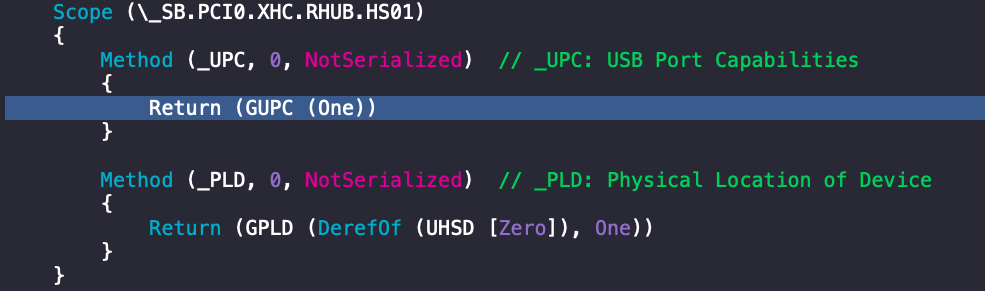 Scope (\_SB.PCI0.XHC.RHUB.HS01)
{
    Method (_UPC, 0, NotSerialized)  // _UPC: USB Port Capabilities
    {
        Return (GUPC (One))
    }

    Method (_PLD, 0, NotSerialized)  // _PLD: Physical Location of Device
    {
        Return (GPLD (DerefOf (UHSD [Zero]), One))
    }
}